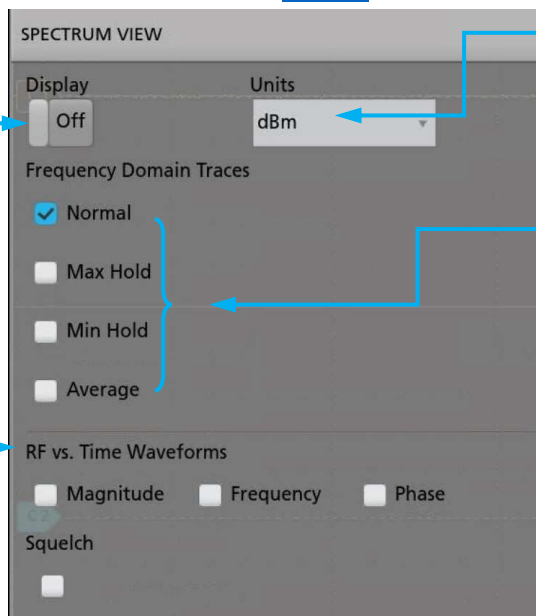 SPECTRUM VIEW
Display Units
Off dBm
Frequency Domain Traces
Normal
Max Hold
Min Hold
Average
RF vs. Time Waveforms
Magnitude Frequency Phase
C2
Squelch